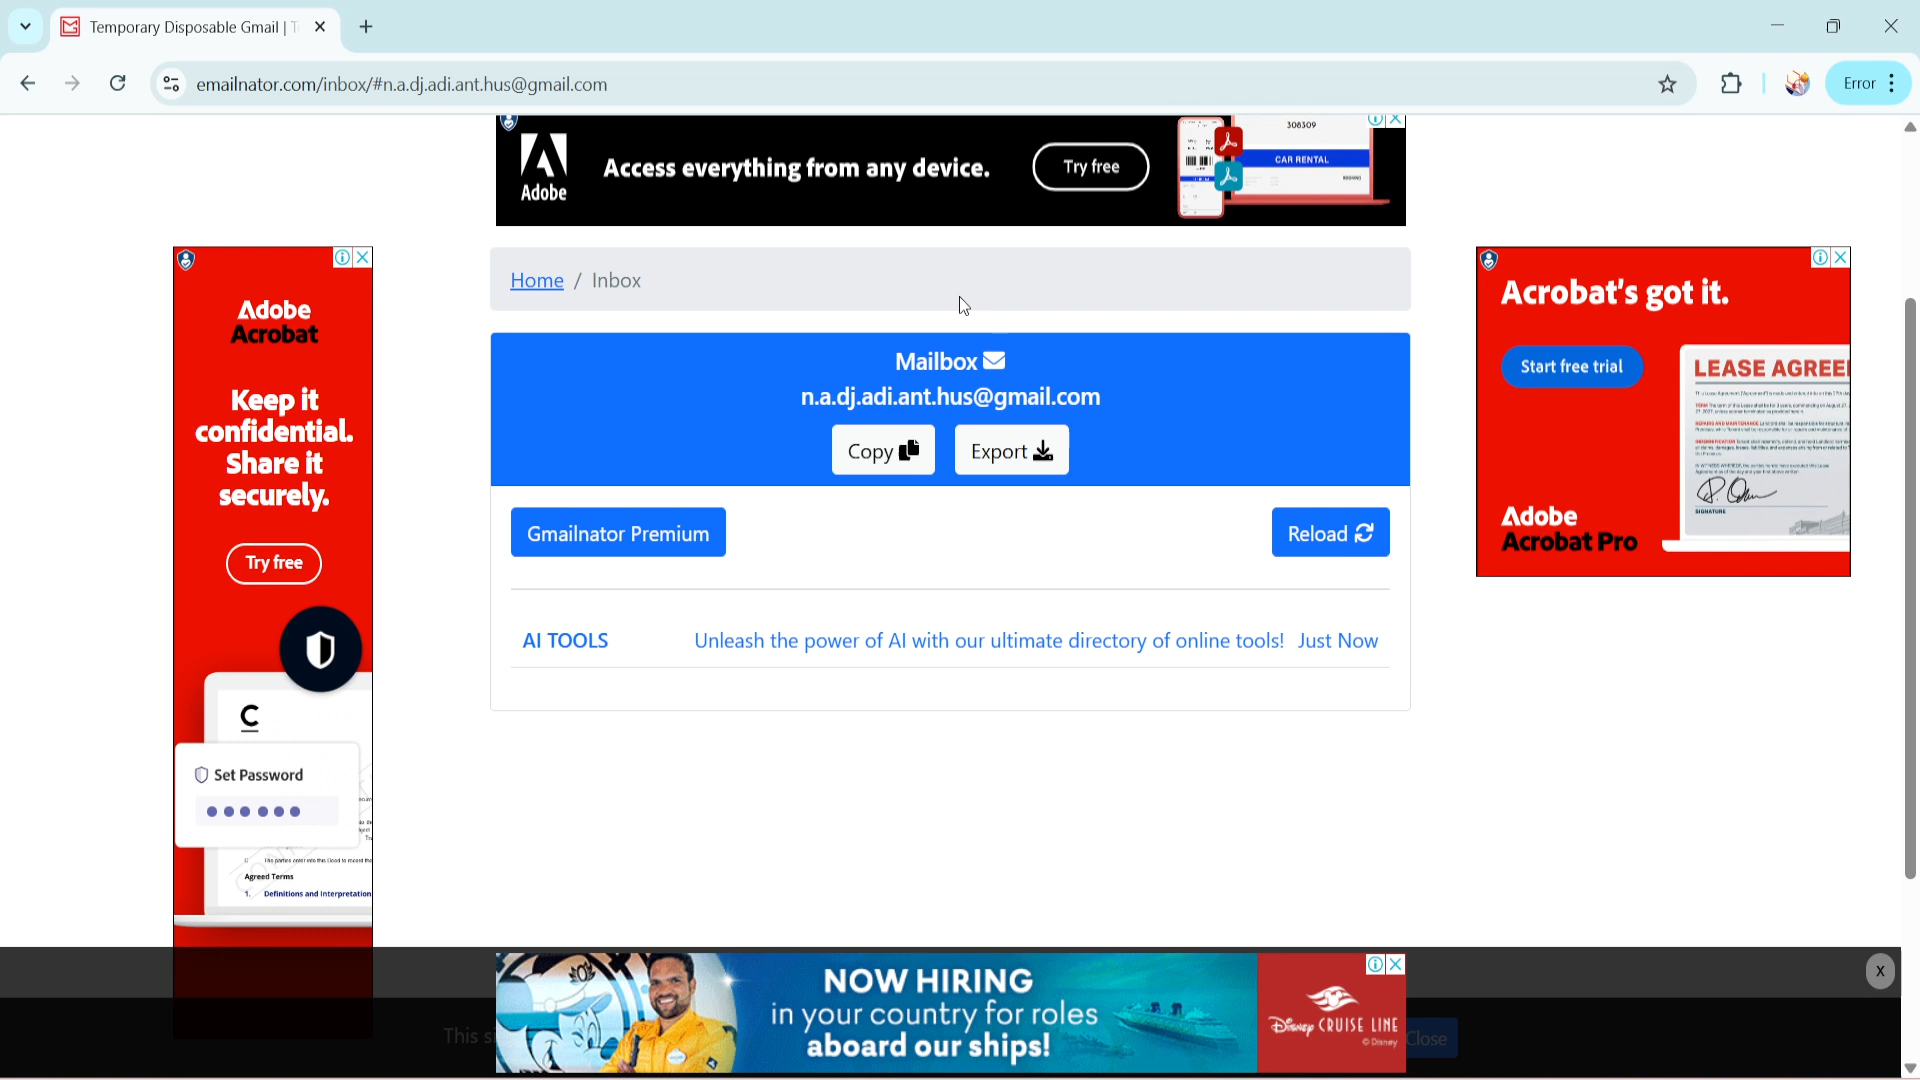 Temporary Disposable Gmail | T
emailnator.com/inbox/#n.a.dj.adi.ant.hus@gmail.com
Error
Adobe
Access everything from any device.
Try free
308309
CAR RENTAL
Home / Inbox
Mailbox
n.a.dj.adi.ant.hus@gmail.com
Copy
Export
Gmailnator Premium
Reload
AI TOOLS
Unleash the power of AI with our ultimate directory of online tools!
Just Now
Adobe
Acrobat
Keep it
confidential.
Share it
securely.
Try free
C
Set Password
Agreed Terms
1. Definitions and Interpretation
Acrobat's got it.
Start free trial
LEASE AGREE
SIGNATURE
Adobe
Acrobat Pro
This si
NOW HIRING
in your country for roles
aboard our ships!
Disney CRUISE LINE
© Disney
Close
x